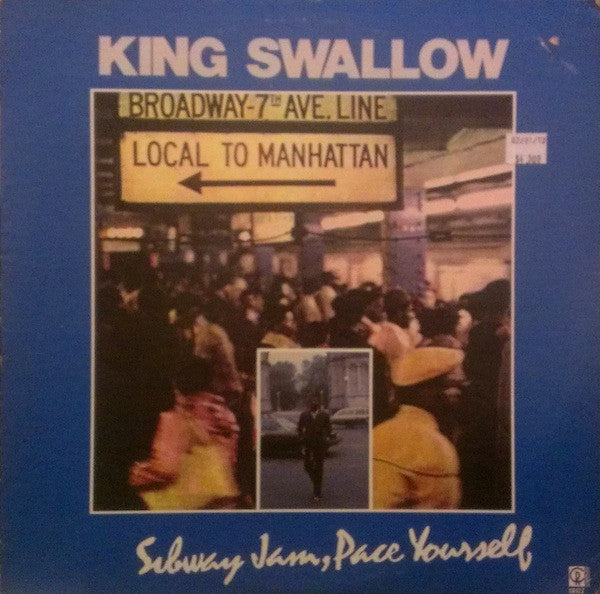 KING SWALLOW
BROADWAY-7TH AVE. LINE
LOCAL TO MANHATTAN
Subway Jam, Pace Yourself